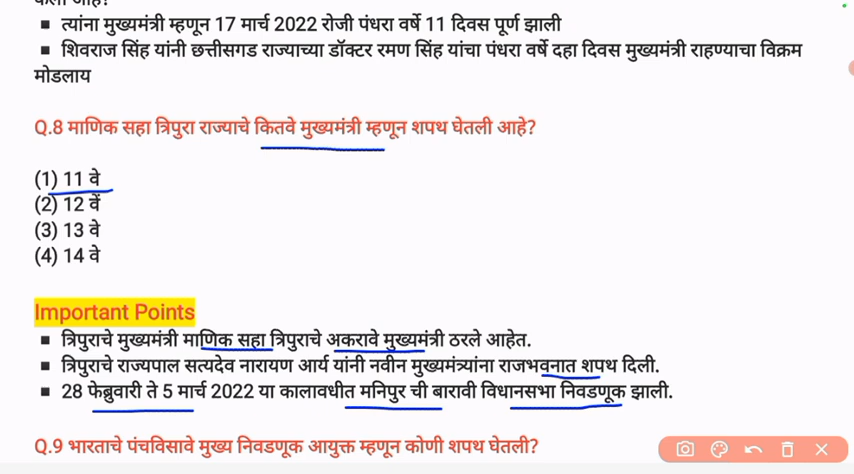 ▪ त्यांना मुख्यमंत्री म्हणून 17 मार्च 2022 रोजी पंधरा वर्षे 11 दिवस पूर्ण झाली
▪ शिवराज सिंह यांनी छत्तीसगड राज्याच्या डॉक्टर रमण सिंह यांचा पंधरा वर्षे दहा दिवस मुख्यमंत्री राहण्याचा विक्रम
मोडलाय
Q.8 माणिक सहा त्रिपुरा राज्याचे कितवे मुख्यमंत्री म्हणून शपथ घेतली आहे?
(1) 11 वे
(2) 12 वें
(3) 13 वे
(4) 14 वे
Important Points
▪ त्रिपुराचे मुख्यमंत्री माणिक सहा त्रिपुराचे अकरावे मुख्यमंत्री ठरले आहेत.
▪ त्रिपुराचे राज्यपाल सत्यदेव नारायण आर्य यांनी नवीन मुख्यमंत्र्यांना राजभवनात शपथ दिली.
▪ 28 फेब्रुवारी ते 5 मार्च 2022 या कालावधीत मनिपुर ची बारावी विधानसभा निवडणूक झाली.
Q.9 भारताचे पंचविसावे मुख्य निवडणूक आयुक्त म्हणून कोणी शपथ घेतली?